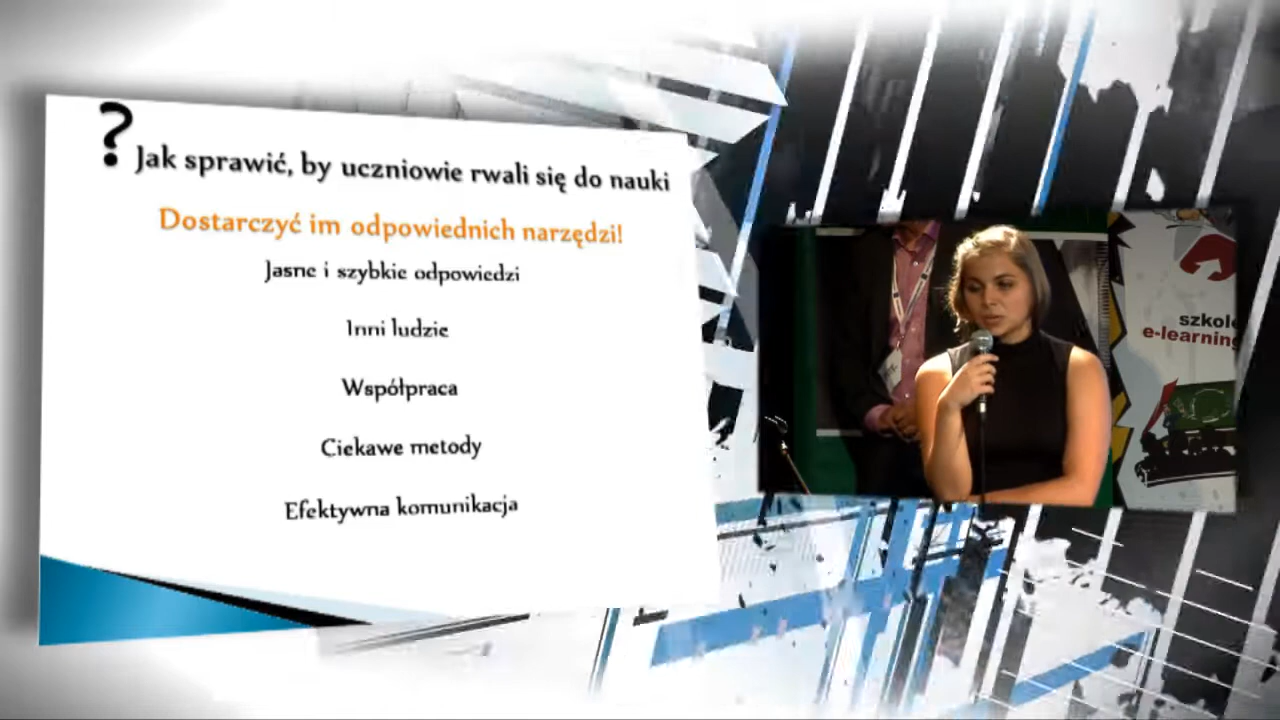 ? Jak sprawić, by uczniowie rwali się do nauki
Dostarczyć im odpowiednich narzędzi!
Jasne i szybkie odpowiedzi
Inni ludzie
Współpraca
Ciekawe metody
Efektywna komunikacja
szkole
e-learning